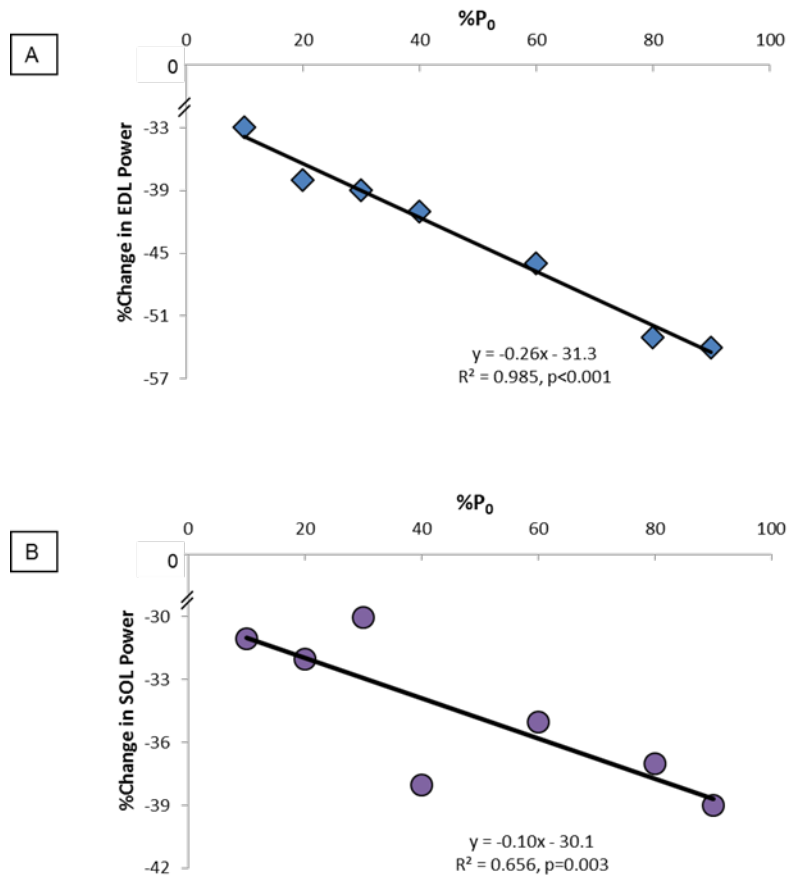 A
%P₀
0 20 40 60 80 100
0
-33
-39
-45
-51
-57
%Change in EDL Power
y = -0.26x - 31.3
R² = 0.985, p<0.001
B
%P₀
0 20 40 60 80 100
0
-30
-33
-36
-39
-42
%Change in SOL Power
y = -0.10x - 30.1
R² = 0.656, p=0.003